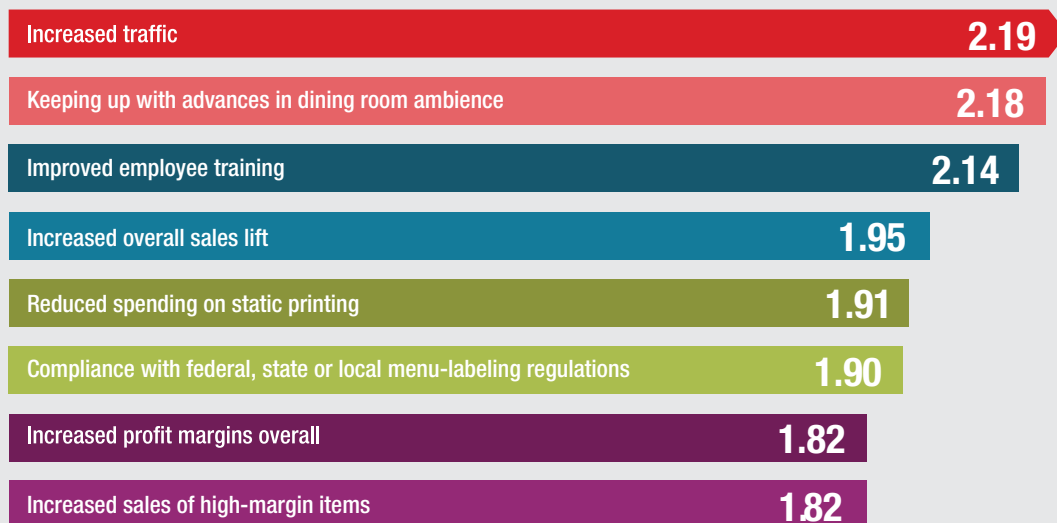 Increased traffic 2.19
Keeping up with advances in dining room ambience 2.18
Improved employee training 2.14
Increased overall sales lift 1.95
Reduced spending on static printing 1.91
Compliance with federal, state or local menu-labeling regulations 1.90
Increased profit margins overall 1.82
Increased sales of high-margin items 1.82